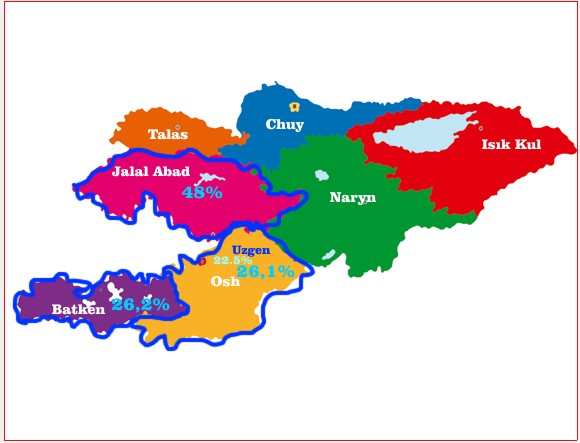 Talas
Chuy
Isık Kul
Jalal Abad
48%
Naryn
Uzgen
22.5%
26,1%
Osh
Batken
26,2%